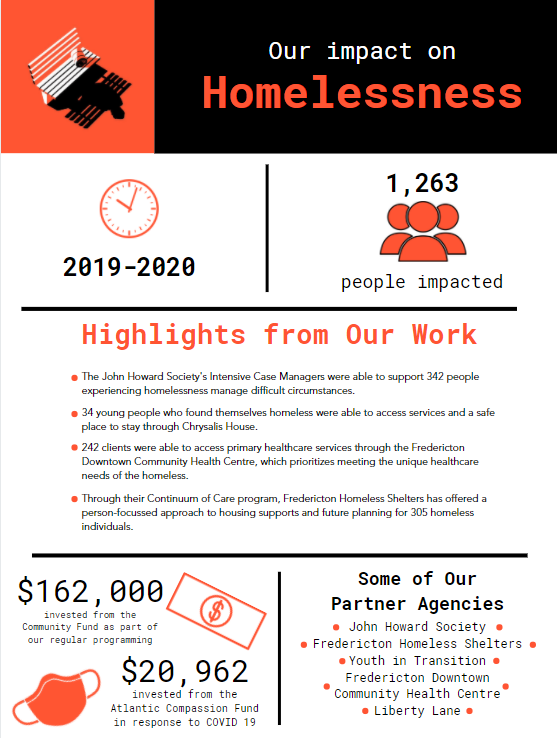 Our impact on
Homelessness
2019-2020
1,263
people impacted
Highlights from Our Work
The John Howard Society's Intensive Case Managers were able to support 342 people
experiencing homelessness manage difficult circumstances.
34 young people who found themselves homeless were able to access services and a safe
place to stay through Chrysalis House.
242 clients were able to access primary healthcare services through the Fredericton
Downtown Community Health Centre, which prioritizes meeting the unique healthcare
needs of the homeless.
Through their Continuum of Care program, Fredericton Homeless Shelters has offered a
person-focussed approach to housing supports and future planning for 305 homeless
individuals.
$162,000
invested from the
Community Fund as part of
our regular programming
$
$20,962
invested from the
Atlantic Compassion Fund
in response to COVID 19
Some of Our
Partner Agencies
John Howard Society
Fredericton Homeless Shelters
Youth in Transition
Fredericton Downtown
Community Health Centre
Liberty Lane